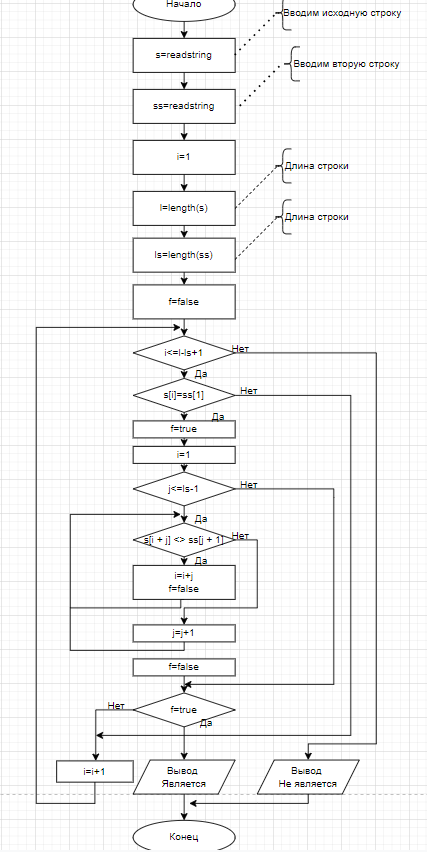 Начало
Вводим исходную строку
s=readstring
Вводим вторую строку
ss=readstring
i=1
Длина строки
l=length(s)
Длина строки
ls=length(ss)
f=false
i<=l-ls+1
Нет
Да
s[i]=ss[1]
Нет
Да
f=true
i=1
j<=ls-1
Нет
Да
s[i + j] <> ss[j + 1]
Нет
Да
i=i+j
f=false
j=j+1
f=false
f=true
Нет
Да
i=i+1
Вывод
Является
Вывод
Не является
Конец